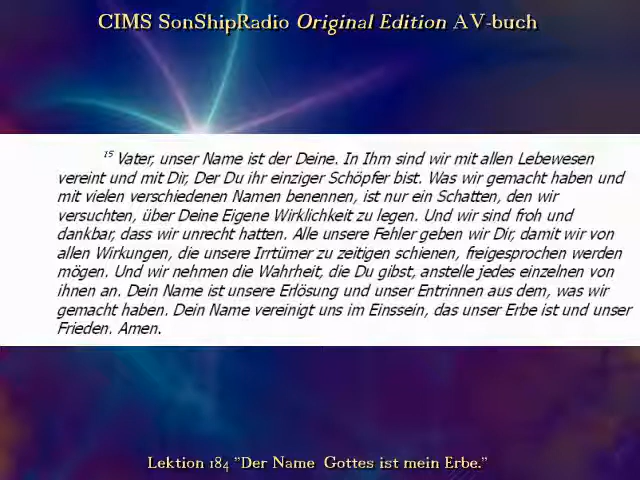 CIMS SonShipRadio Original Edition AV-buch
15 Vater, unser Name ist der Deine. In Ihm sind wir mit allen Lebewesen
vereint und mit Dir, Der Du ihr einziger Schöpfer bist. Was wir gemacht haben und
mit vielen verschiedenen Namen benennen, ist nur ein Schatten, den wir
versuchten, über Deine Eigene Wirklichkeit zu legen. Und wir sind froh und
dankbar, dass wir unrecht hatten. Alle unsere Fehler geben wir Dir, damit wir von
allen Wirkungen, die unsere Irrtümer zu zeitigen schienen, freigesprochen werden
mögen. Und wir nehmen die Wahrheit, die Du gibst, anstelle jedes einzelnen von
ihnen an. Dein Name ist unsere Erlösung und unser Entrinnen aus dem, was wir
gemacht haben. Dein Name vereinigt uns im Einssein, das unser Erbe ist und unser
Frieden. Amen.
Lektion 184 "Der Name Gottes ist mein Erbe."